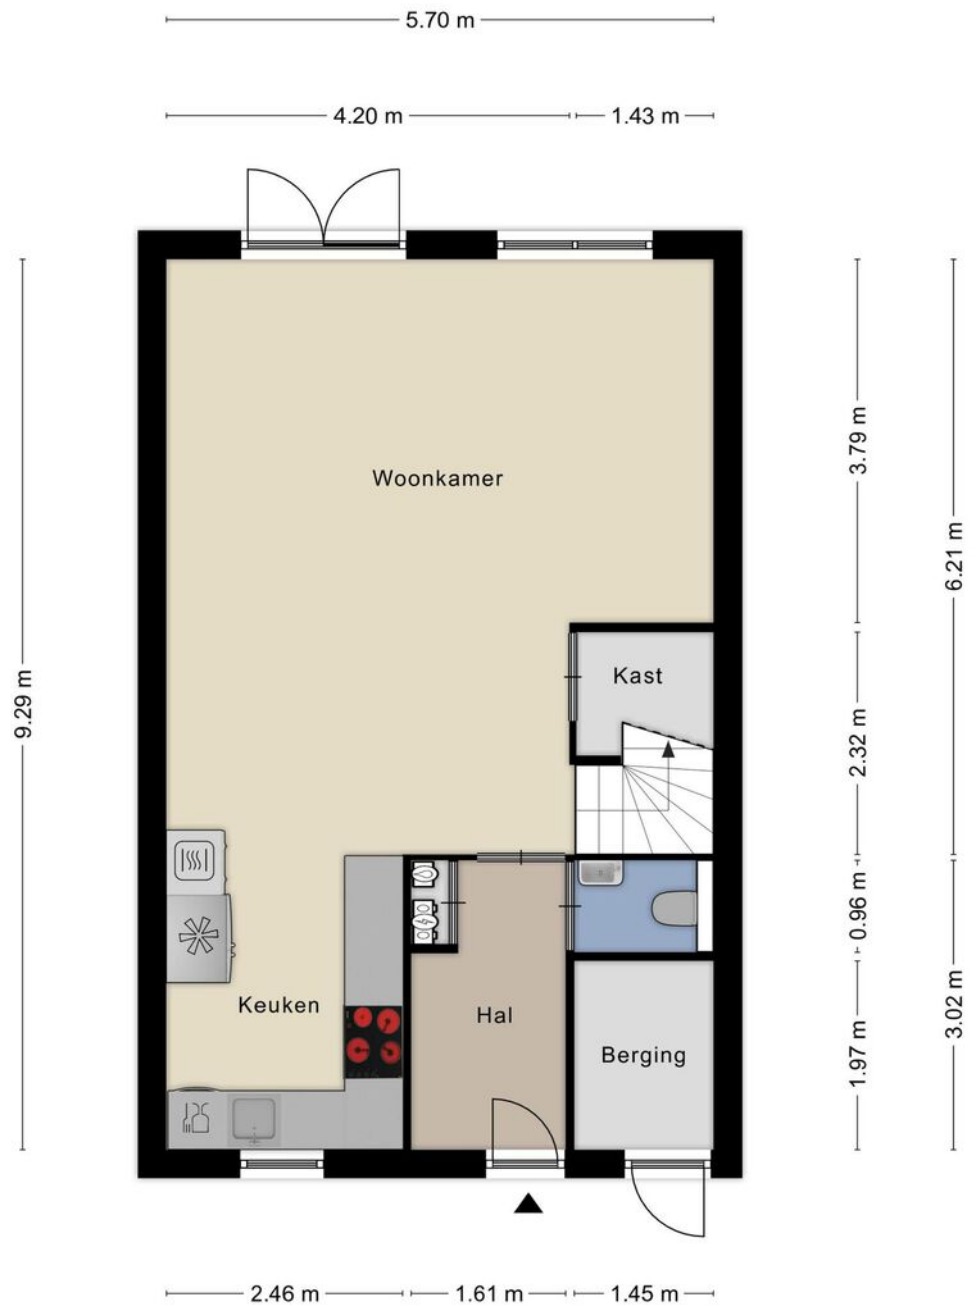 5.70 m
4.20 m
1.43 m
Woonkamer
3.79 m
6.21 m
Kast
9.29 m
2.32 m
0.96 m
Keuken
Hal
3.02 m
Berging
1.97 m
2.46 m
1.61 m
1.45 m